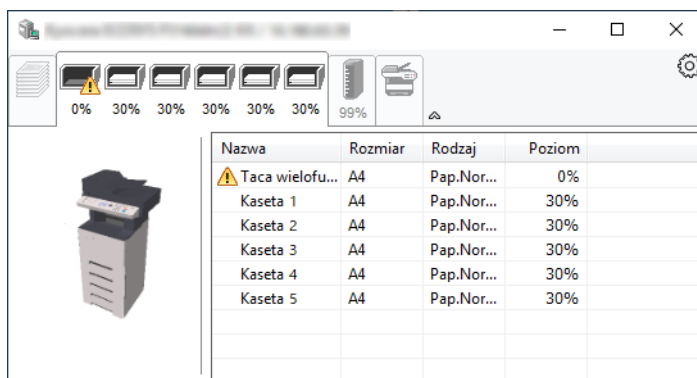 0% 30% 30% 30% 30% 30% 99%
Nazwa Rozmiar Rodzaj Poziom
Taca wielofu... A4 Pap.Nor... 0%
Kaseta 1 A4 Pap.Nor... 30%
Kaseta 2 A4 Pap.Nor... 30%
Kaseta 3 A4 Pap.Nor... 30%
Kaseta 4 A4 Pap.Nor... 30%
Kaseta 5 A4 Pap.Nor... 30%